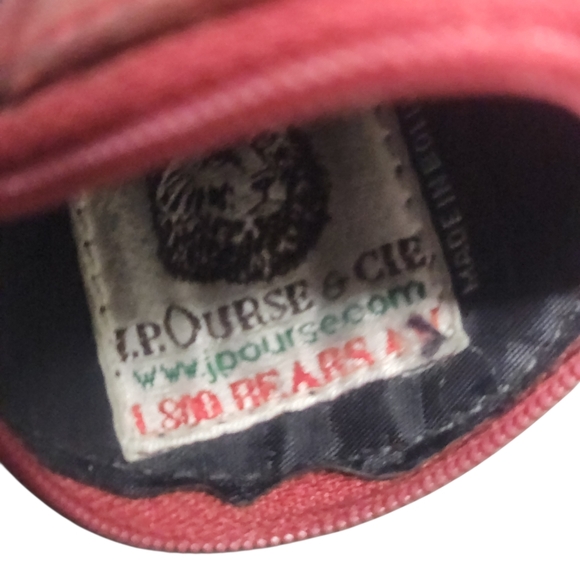 J.P.OURSE & CIE.
www.jpourse.com
1.800 BEARS
MADE IN